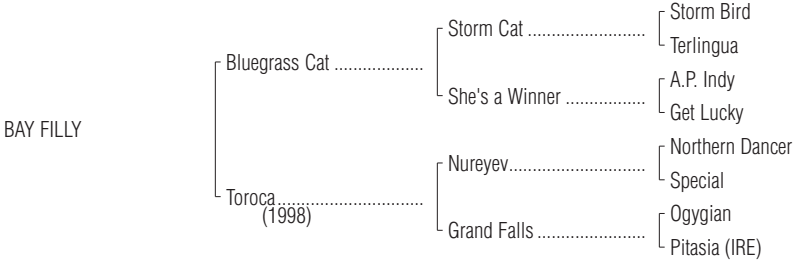 Storm Bird
Storm Cat .........................
Terlingua
Bluegrass Cat ...................
A.P. Indy
She's a Winner .................
Get Lucky
BAY FILLY
Northern Dancer
Nureyev.............................
Special
Toroca...............................
(1998)
Ogygian
Grand Falls .......................
Pitasia (IRE)